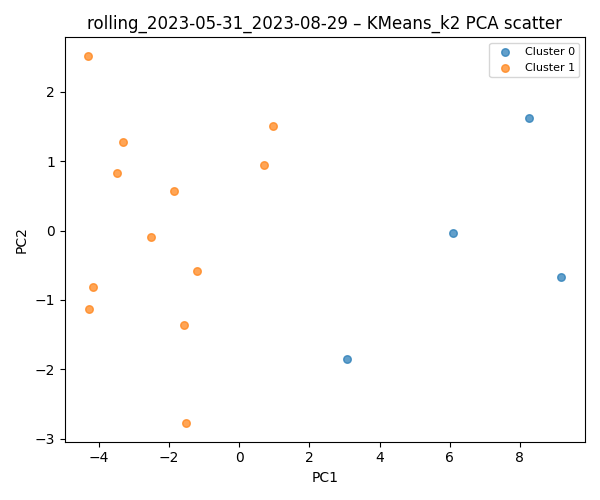 rolling_2023-05-31_2023-08-29 – KMeans_k2 PCA scatter
Cluster 0
Cluster 1
PC2
2
1
0
−1
−2
−3
−4
−2
0
2
4
6
8
PC1